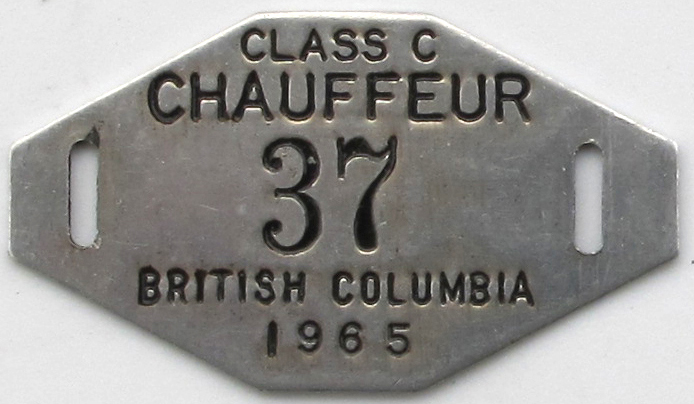 CLASS C
CHAUFFEUR
37
BRITISH COLUMBIA
1965